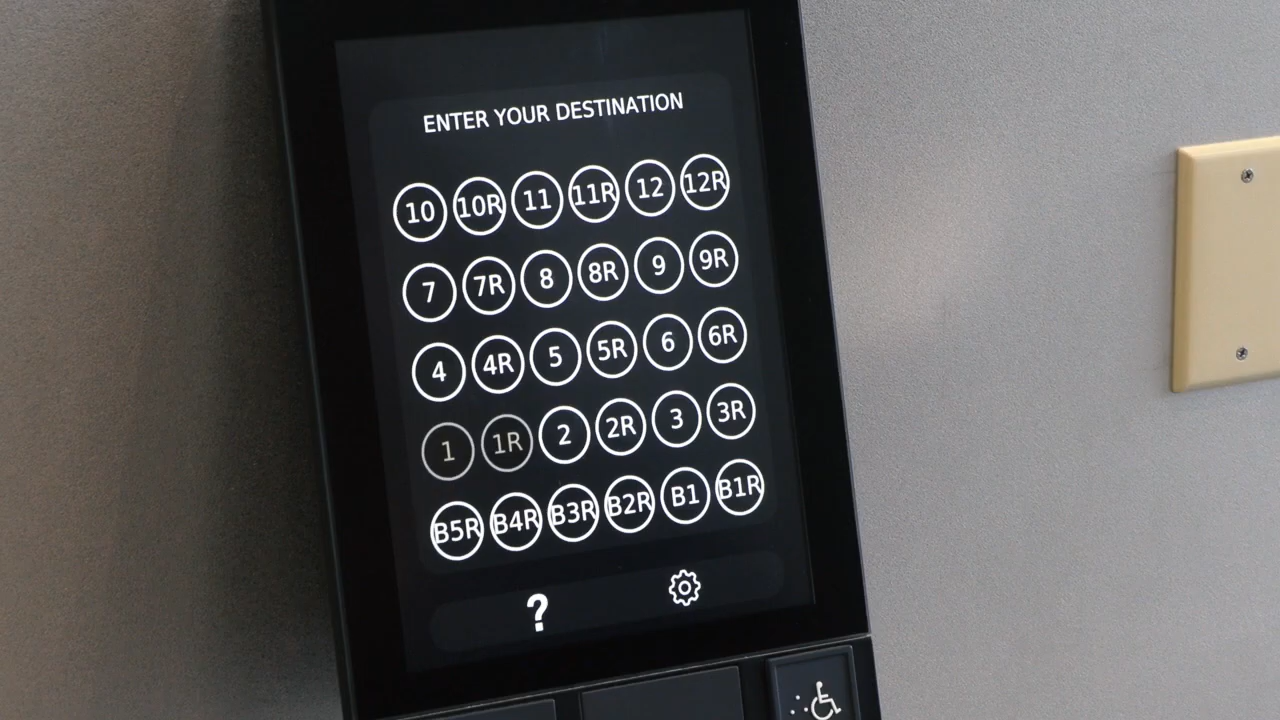 ENTER YOUR DESTINATION
10 10R 11 11R 12 12R
7 7R 8 8R 9 9R
4 4R 5 5R 6 6R
1 1R 2 2R 3 3R
B5R B4R B3R B2R B1 B1R
?